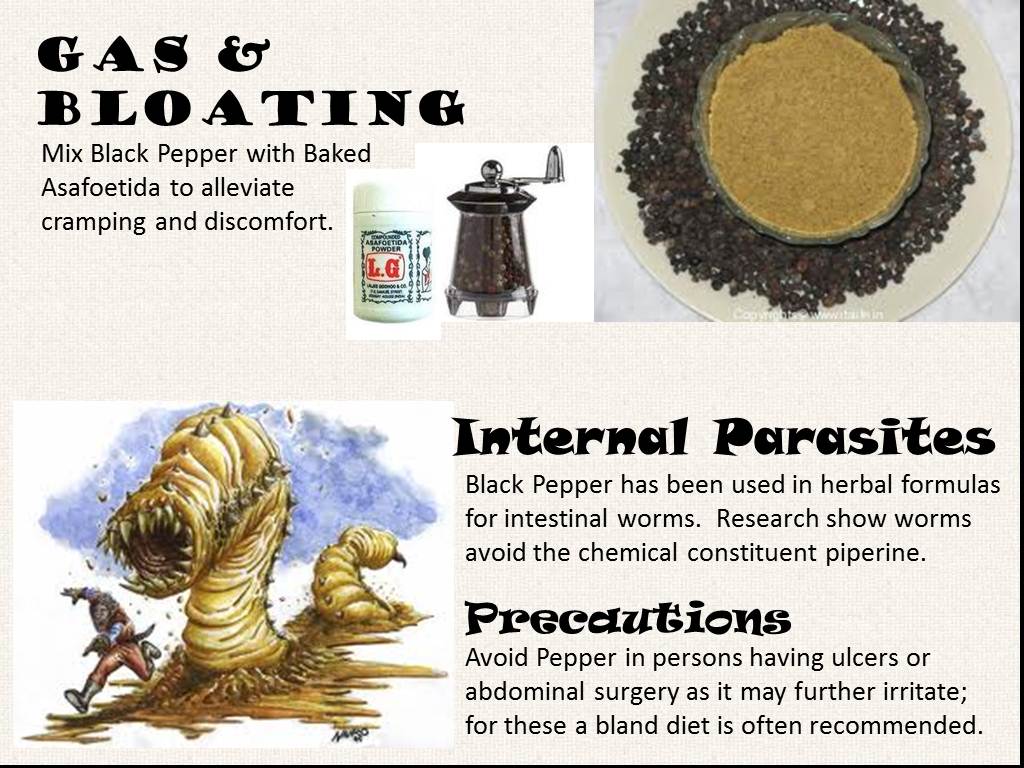 GAS &
BLOATING
Mix Black Pepper with Baked
Asafoetida to alleviate
cramping and discomfort.
COMPOUNDED
ASAFOETIDA
POWDER
L.G
LALJEE GODHOO & CO.
Internal Parasites
Black Pepper has been used in herbal formulas
for intestinal worms.  Research show worms
avoid the chemical constituent piperine.
Precautions
Avoid Pepper in persons having ulcers or
abdominal surgery as it may further irritate;
for these a bland diet is often recommended.